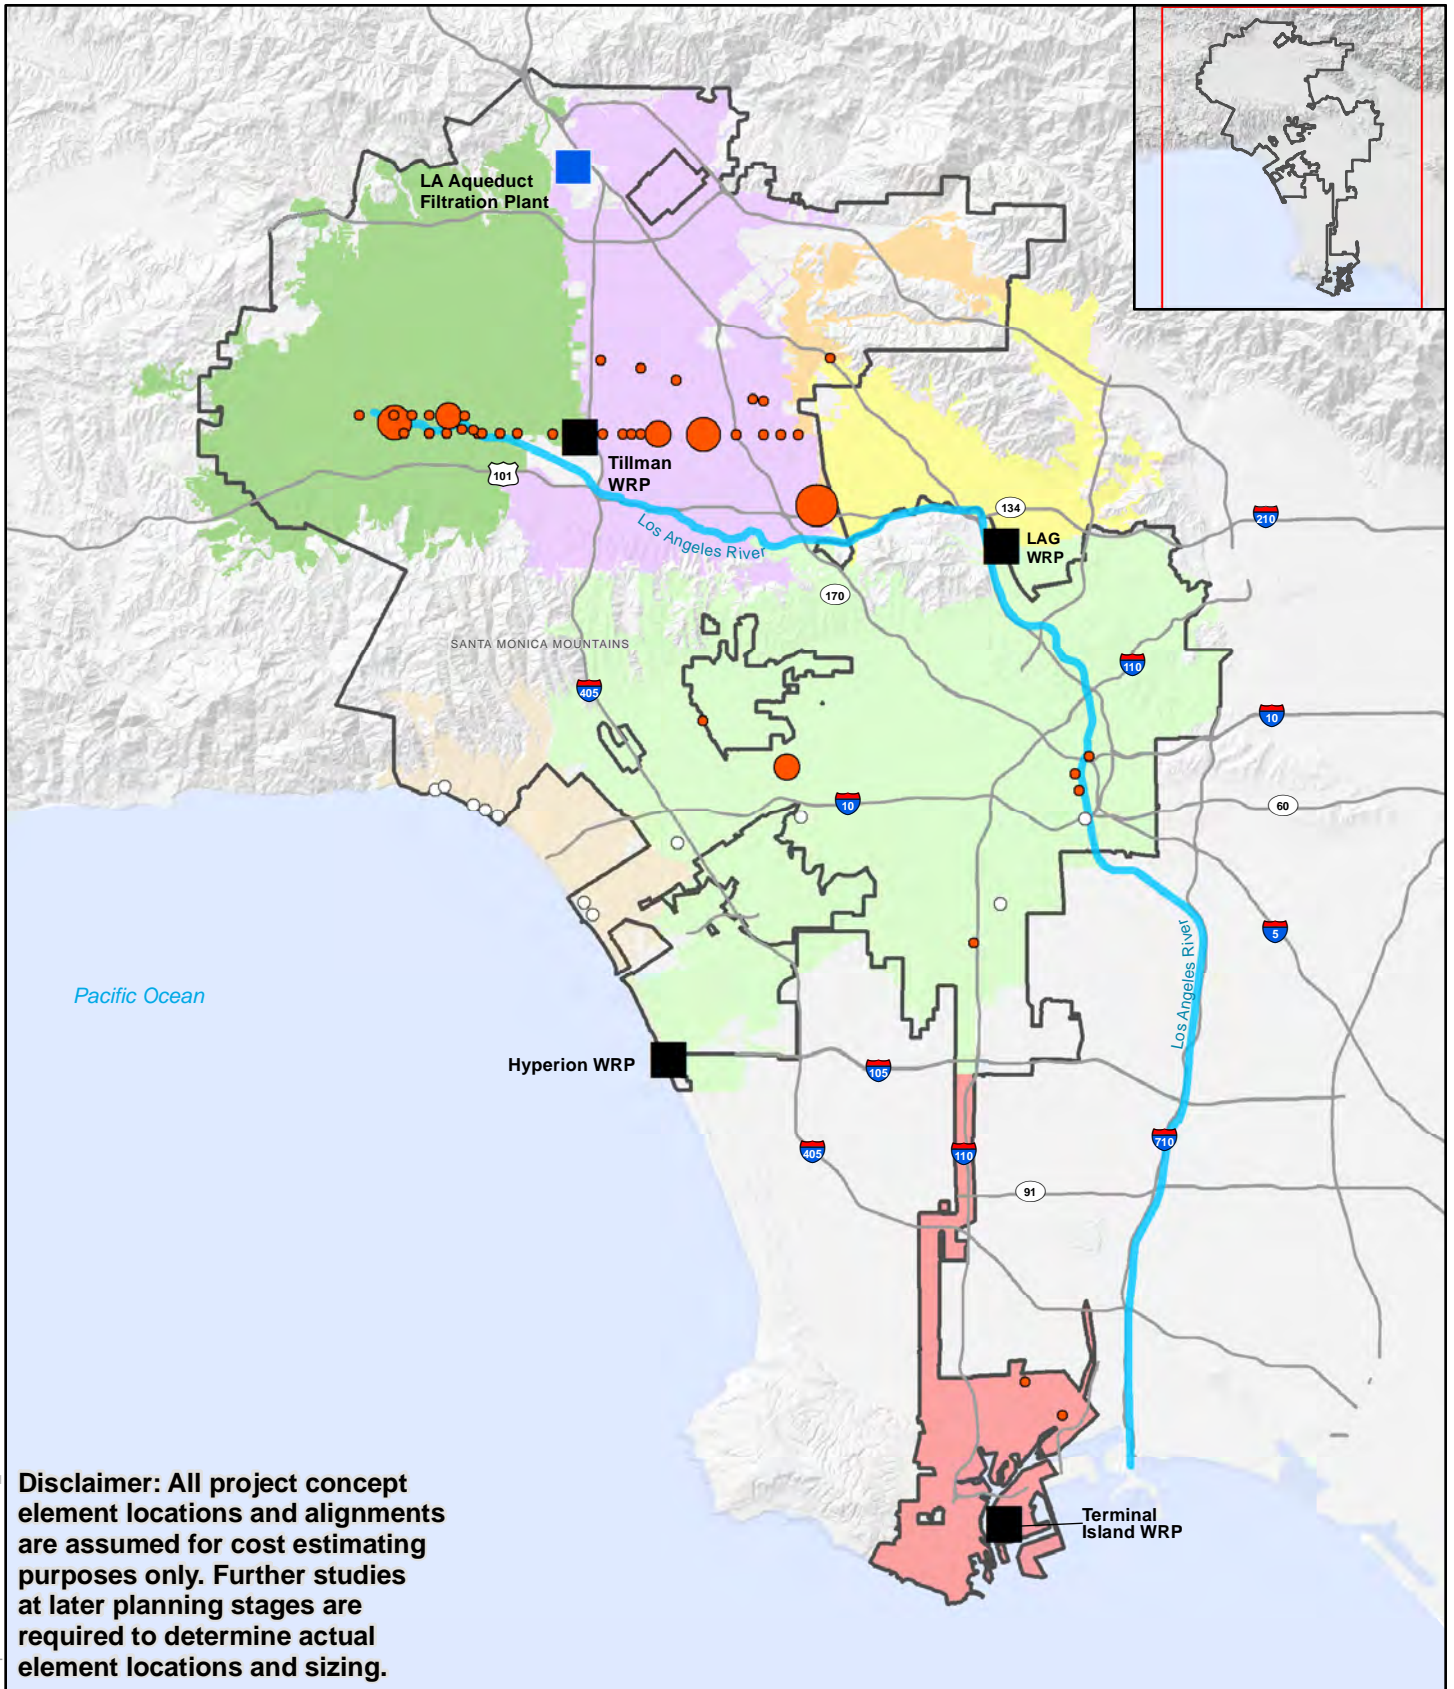 LA Aqueduct
Filtration Plant
101
Tillman
WRP
Los Angeles River
134
210
LAG
WRP
170
SANTA MONICA MOUNTAINS
405
110
10
10
60
5
Los Angeles River
Pacific Ocean
Hyperion WRP
105
405
110
710
91
Terminal
Island WRP
Disclaimer: All project concept
element locations and alignments
are assumed for cost estimating
purposes only. Further studies
at later planning stages are
required to determine actual
element locations and sizing.